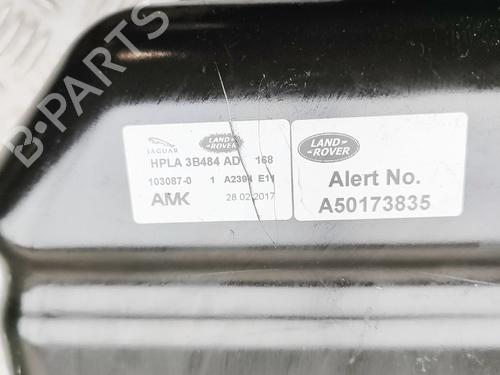 JAGUAR
LAND ROVER
HPLA 3B484 AD 168
103087-0 1 A2394 E11
AMK 28.02.2017
LAND
ROVER
Alert No.
A50173835
B-PARTS